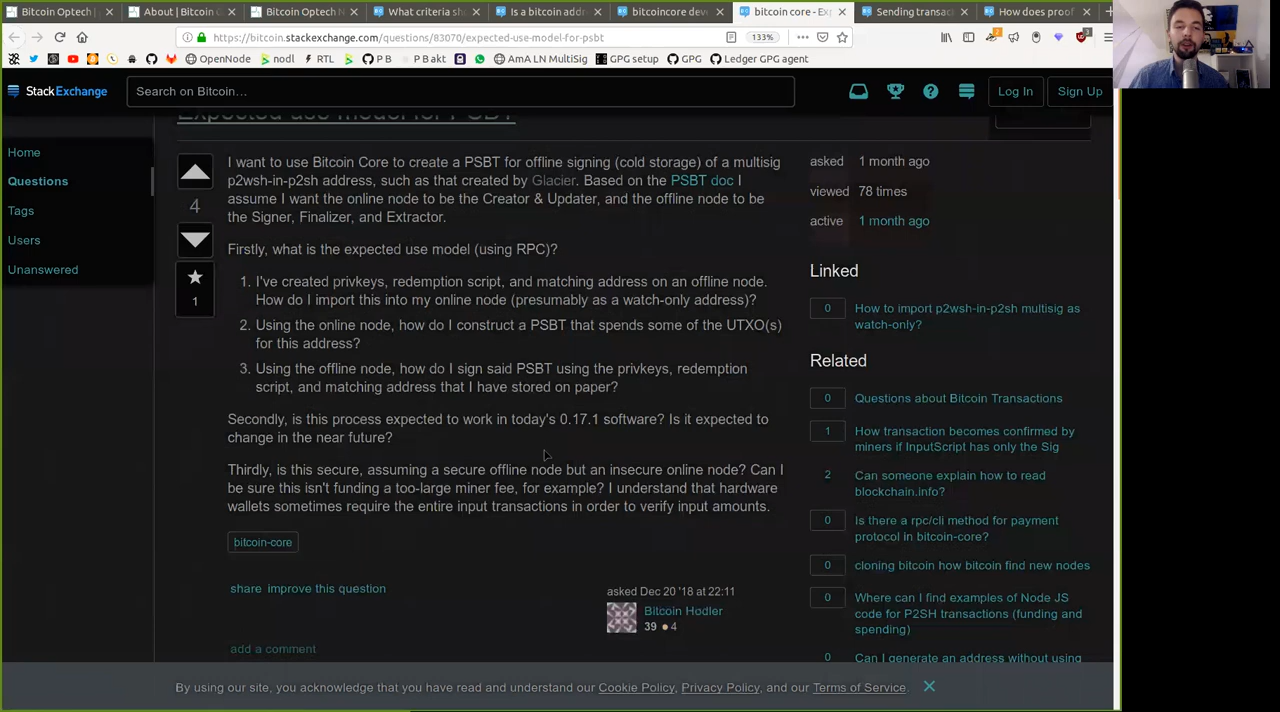 Bitcoin Optech
About | Bitcoin
Bitcoin Optech N
What criteria sh
Is a bitcoin addr
bitcoincore dev
bitcoin core - Exp
Sending transac
How does proof
https://bitcoin.stackexchange.com/questions/83070/expected-use-model-for-psbt
133%
OpenNode
nodl
RTL
P B
P B akt
AmA LN MultiSig
GPG setup
GPG
Ledger GPG agent
StackExchange
Search on Bitcoin…
Log In
Sign Up
Expected use model for PSBT
Home
Questions
Tags
Users
Unanswered
4
1
I want to use Bitcoin Core to create a PSBT for offline signing (cold storage) of a multisig
p2wsh-in-p2sh address, such as that created by Glacier. Based on the PSBT doc I
assume I want the online node to be the Creator & Updater, and the offline node to be
the Signer, Finalizer, and Extractor.
Firstly, what is the expected use model (using RPC)?
1. I've created privkeys, redemption script, and matching address on an offline node.
How do I import this into my online node (presumably as a watch-only address)?
2. Using the online node, how do I construct a PSBT that spends some of the UTXO(s)
for this address?
3. Using the offline node, how do I sign said PSBT using the privkeys, redemption
script, and matching address that I have stored on paper?
Secondly, is this process expected to work in today's 0.17.1 software? Is it expected to
change in the near future?
Thirdly, is this secure, assuming a secure offline node but an insecure online node? Can I
be sure this isn't funding a too-large miner fee, for example? I understand that hardware
wallets sometimes require the entire input transactions in order to verify input amounts.
bitcoin-core
share improve this question
asked Dec 20 '18 at 22:11
Bitcoin Hodler
39 4
add a comment
asked 1 month ago
viewed 78 times
active 1 month ago
Linked
0 How to import p2wsh-in-p2sh multisig as
watch-only?
Related
0 Questions about Bitcoin Transactions
1 How transaction becomes confirmed by
miners if InputScript has only the Sig
2 Can someone explain how to read
blockchain.info?
0 Is there a rpc/cli method for payment
protocol in bitcoin-core?
0 cloning bitcoin how bitcoin find new nodes
0 Where can I find examples of Node JS
code for P2SH transactions (funding and
spending)
0 Can I generate an address without using
By using our site, you acknowledge that you have read and understand our Cookie Policy, Privacy Policy, and our Terms of Service.